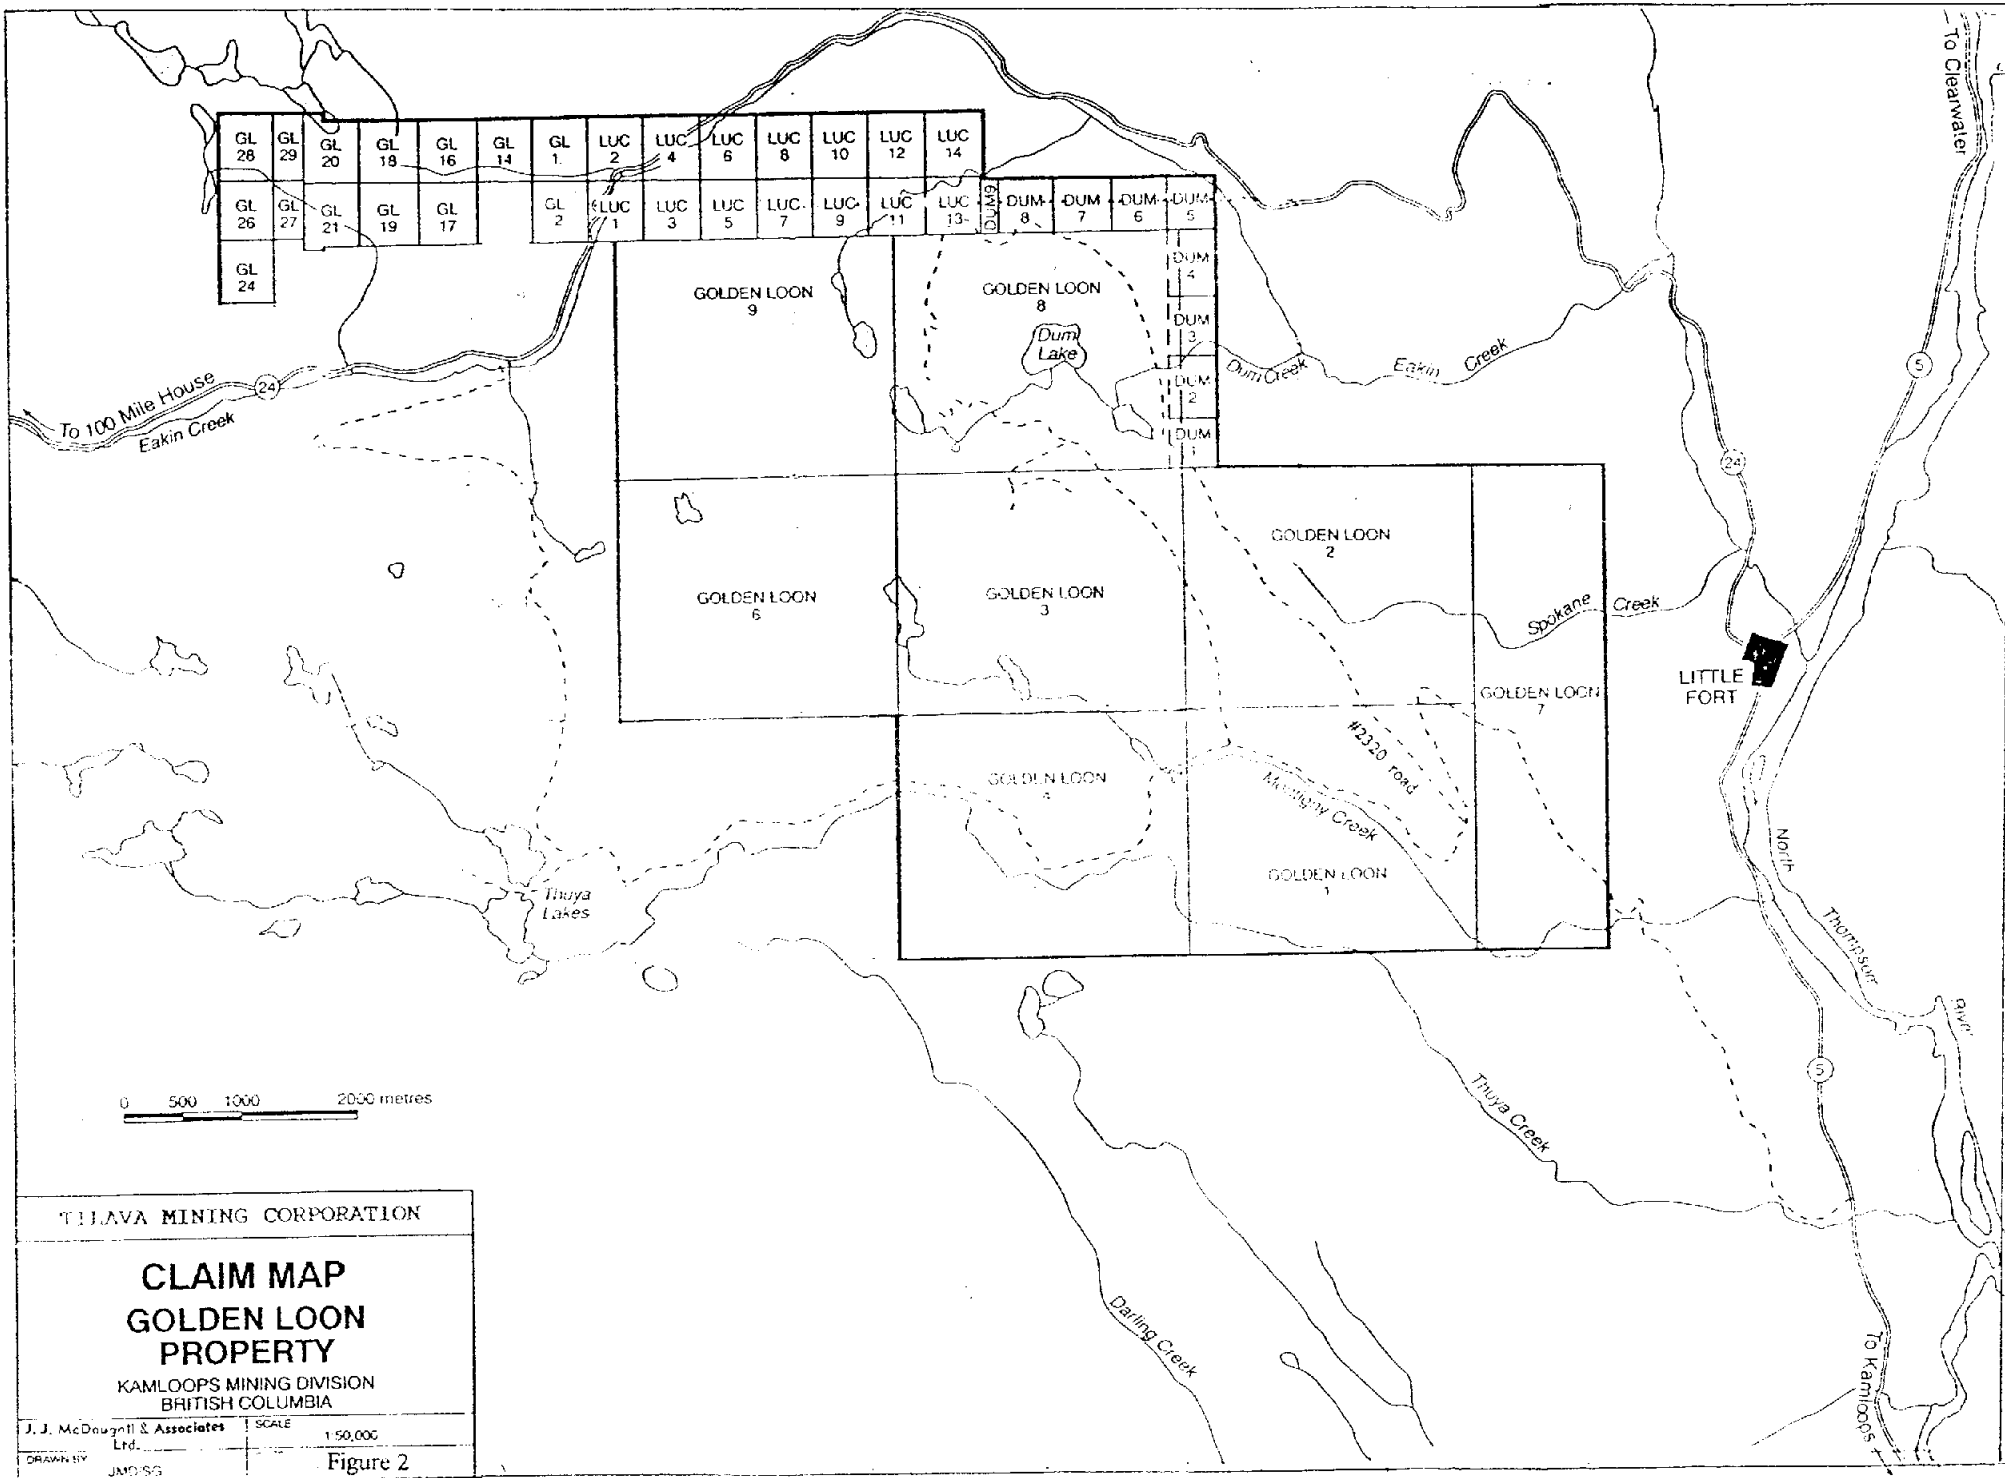 To Clearwater
GL
28
GL
29
GL
20
GL
18
GL
16
GL
14
GL
1
LUC
2
LUC
4
LUC
6
LUC
8
LUC
10
LUC
12
LUC
14
GL
26
GL
27
GL
21
GL
19
GL
17
GL
2
LUC
1
LUC
3
LUC
5
LUC
7
LUC
9
LUC
11
LUC
13
DUM9
DUM
8
DUM
7
DUM
6
DUM
5
GL
24
DUM
4
DUM
3
DUM
2
DUM
GOLDEN LOON
9
GOLDEN LOON
8
Dum
Lake
Dum Creek
Eakin Creek
5
24
To 100 Mile House
Eakin Creek
24
GOLDEN LOON
2
GOLDEN LOON
6
GOLDEN LOON
3
Spokane Creek
LITTLE
FORT
GOLDEN LOON
7
#2320 road
GOLDEN LOON
4
Creek
GOLDEN LOON
1
Thuya
Lakes
North
Thompson
River
5
Thuya Creek
Darling Creek
To Kamloops
0 500 1000 2000 metres
TILAVA MINING CORPORATION
CLAIM MAP
GOLDEN LOON
PROPERTY
KAMLOOPS MINING DIVISION
BRITISH COLUMBIA
J. J. McDougall & Associates
Ltd.
SCALE
1:50,000
DRAWN BY
JMD/SG
Figure 2